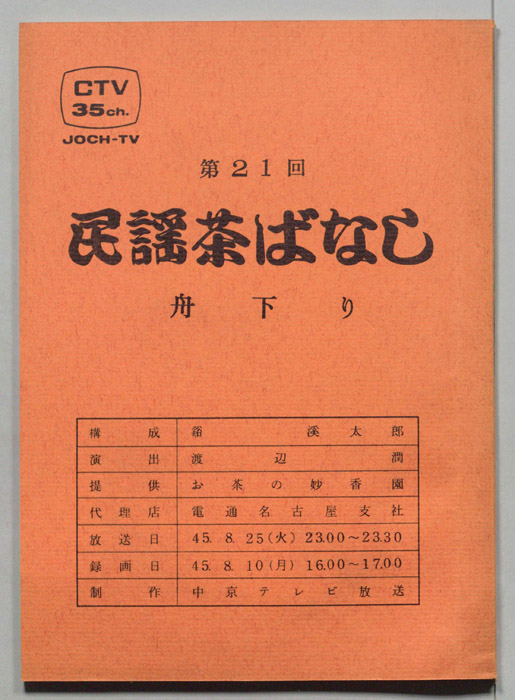 CTV
35ch.
JOCH-TV
第21回
民謡茶ばなし
舟下り
構成 谺 溪太郎
演出 渡辺潤
提供 お茶の妙香園
代理店 電通名古屋支社
放送日 45. 8. 25(火) 23.00~23.30
録画日 45. 8. 10(月) 16.00~17.00
制作 中京テレビ放送